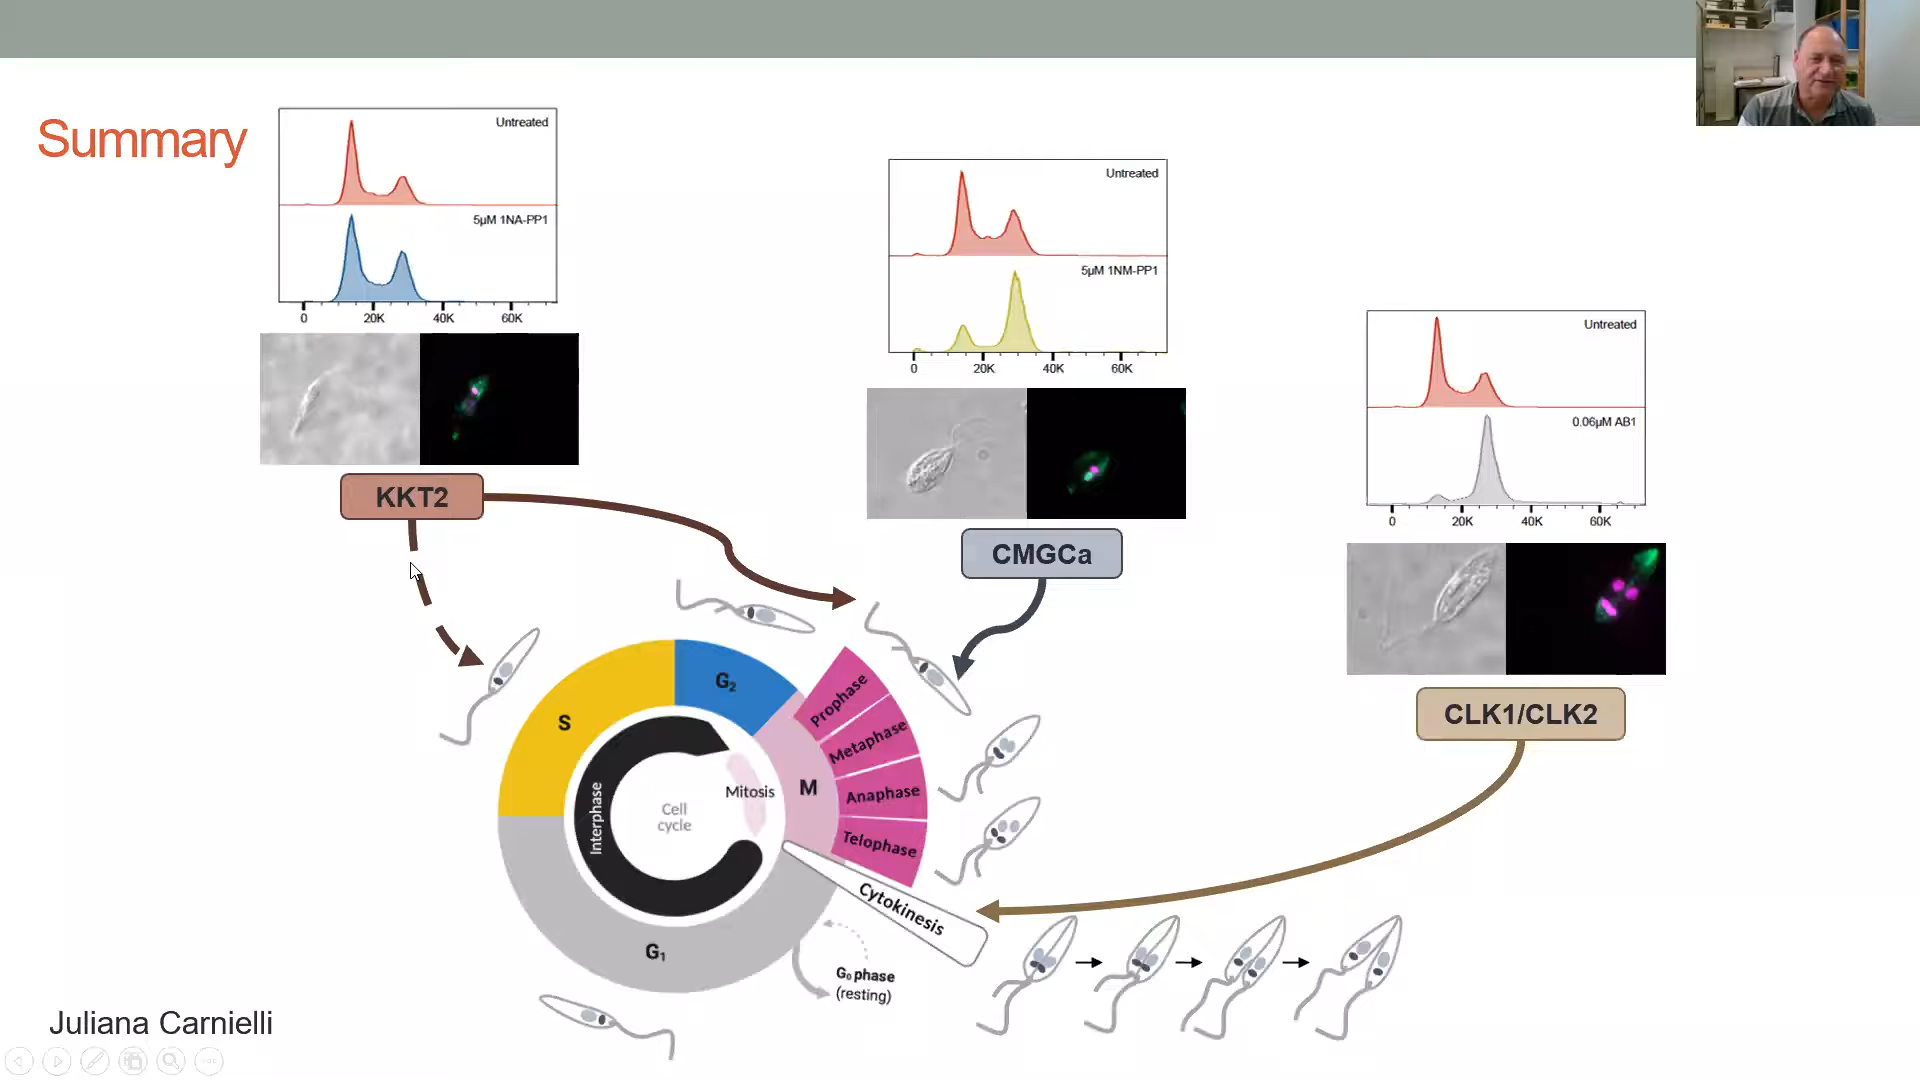 Summary
Untreated
5µM 1NA-PP1
0 20K 40K 60K
KKT2
Untreated
5µM 1NM-PP1
0 20K 40K 60K
CMGCa
Untreated
0.06µM AB1
0 20K 40K 60K
CLK1/CLK2
S
G₂
M
G₁
Prophase
Metaphase
Anaphase
Telophase
Cytokinesis
Interphase
Mitosis
Cell
cycle
G₀ phase
(resting)
Juliana Carnielli